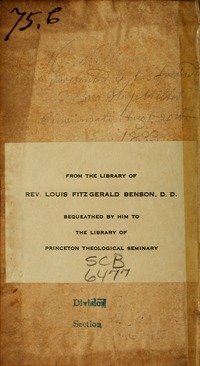 75,6
FROM THE LIBRARY OF
REV. LOUIS FITZGERALD BENSON, D. D.
BEQUEATHED BY HIM TO
THE LIBRARY OF
PRINCETON THEOLOGICAL SEMINARY
SCB
6477
Division
Section